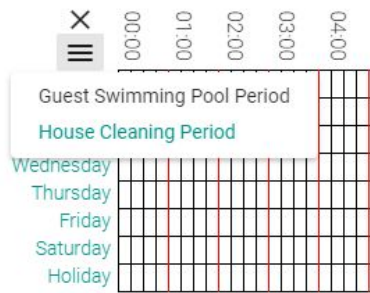 00:00
01:00
02:00
03:00
04:00
Guest Swimming Pool Period
House Cleaning Period
Wednesday
Thursday
Friday
Saturday
Holiday